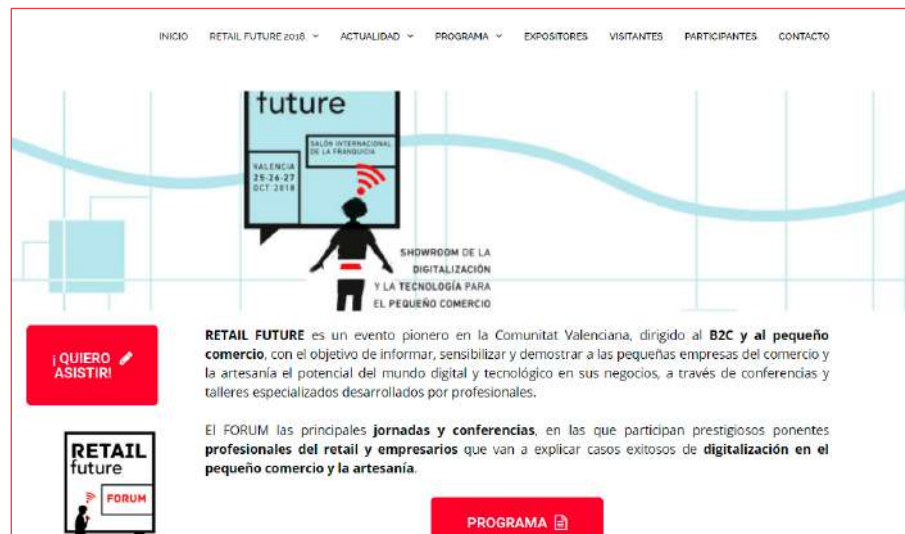 INICIO RETAIL FUTURE 2018 ACTUALIDAD PROGRAMA EXPOSITORES VISITANTES PARTICIPANTES CONTACTO
future
SALÓN INTERNACIONAL
DE LA FRANQUICIA
VALENCIA
25-26-27
OCT 2018
SHOWROOM DE LA
DIGITALIZACIÓN
Y LA TECNOLOGÍA PARA
EL PEQUEÑO COMERCIO
¡ QUIERO
ASISTIR!
RETAIL FUTURE es un evento pionero en la Comunitat Valenciana, dirigido al B2C y al pequeño
comercio, con el objetivo de informar, sensibilizar y demostrar a las pequeñas empresas del comercio y
la artesanía el potencial del mundo digital y tecnológico en sus negocios, a través de conferencias y
talleres especializados desarrollados por profesionales.
El FORUM las principales jornadas y conferencias, en las que participan prestigiosos ponentes
profesionales del retail y empresarios que van a explicar casos exitosos de digitalización en el
pequeño comercio y la artesanía.
RETAIL
future
FORUM
PROGRAMA